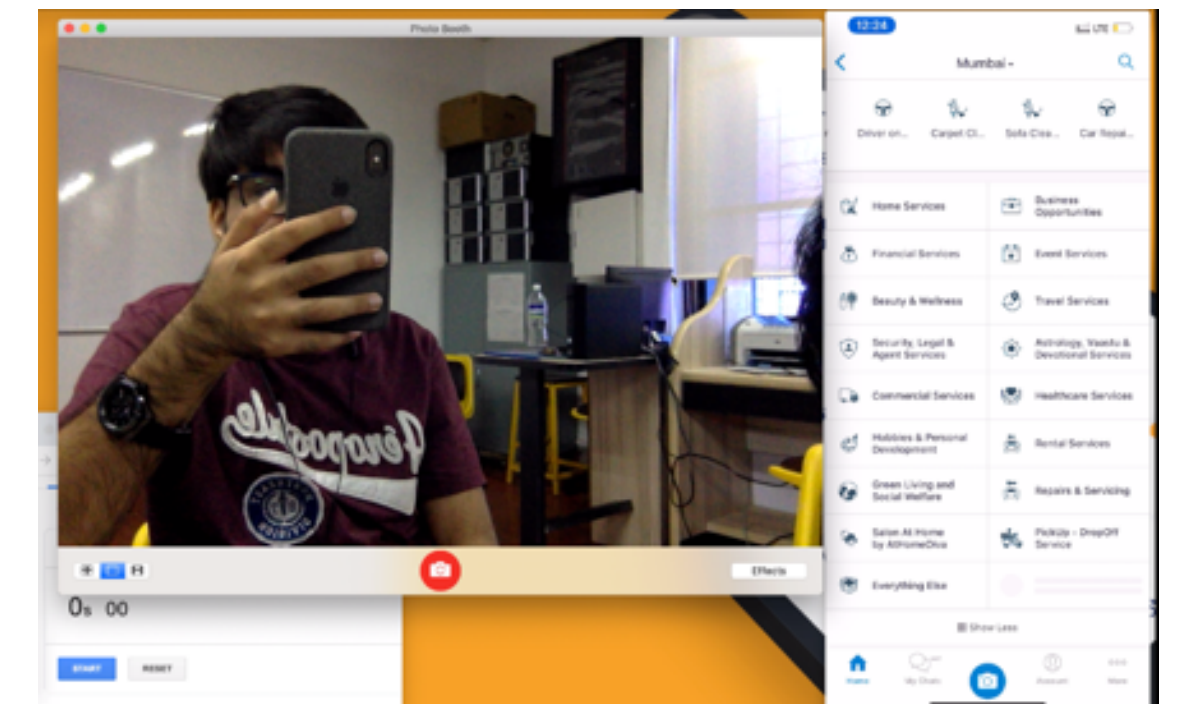 Photo Booth
Aéropostale
Effects
0s 00
START
RESET
12:24
LTE
Mumbai
Driver on...
Carpet Cl...
Sofa Clea...
Car Repai...
Home Services
Business
Opportunities
Financial Services
Event Services
Beauty & Wellness
Travel Services
Security, Legal &
Agent Services
Astrology, Vaastu &
Devotional Services
Commercial Services
Healthcare Services
Hobbies & Personal
Development
Rental Services
Green Living and
Social Welfare
Repairs & Servicing
Salon At Home
by AtHomeDiva
PickUp - DropOff
Service
Everything Else
Show Less
Home
My Chats
Account
More